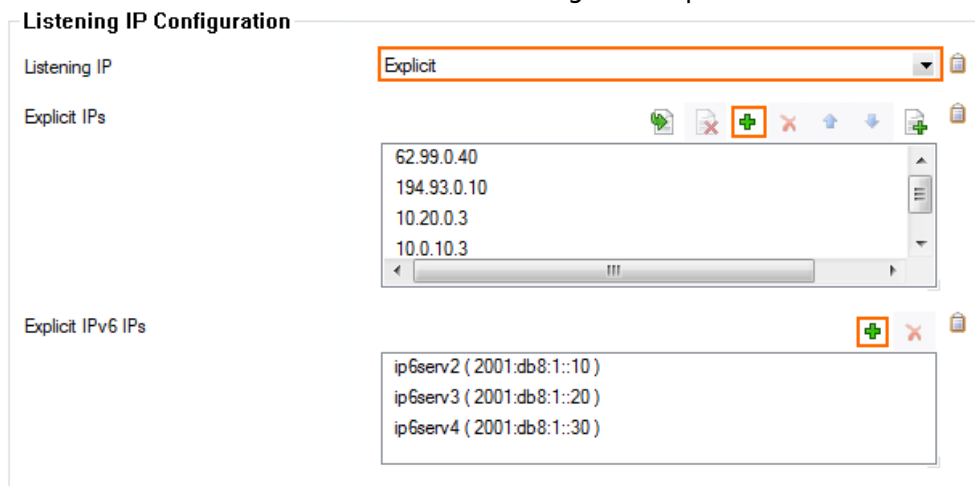 Listening IP Configuration
Listening IP
Explicit
Explicit IPs
62.99.0.40
194.93.0.10
10.20.0.3
10.0.10.3
Explicit IPv6 IPs
ip6serv2 ( 2001:db8:1::10 )
ip6serv3 ( 2001:db8:1::20 )
ip6serv4 ( 2001:db8:1::30 )